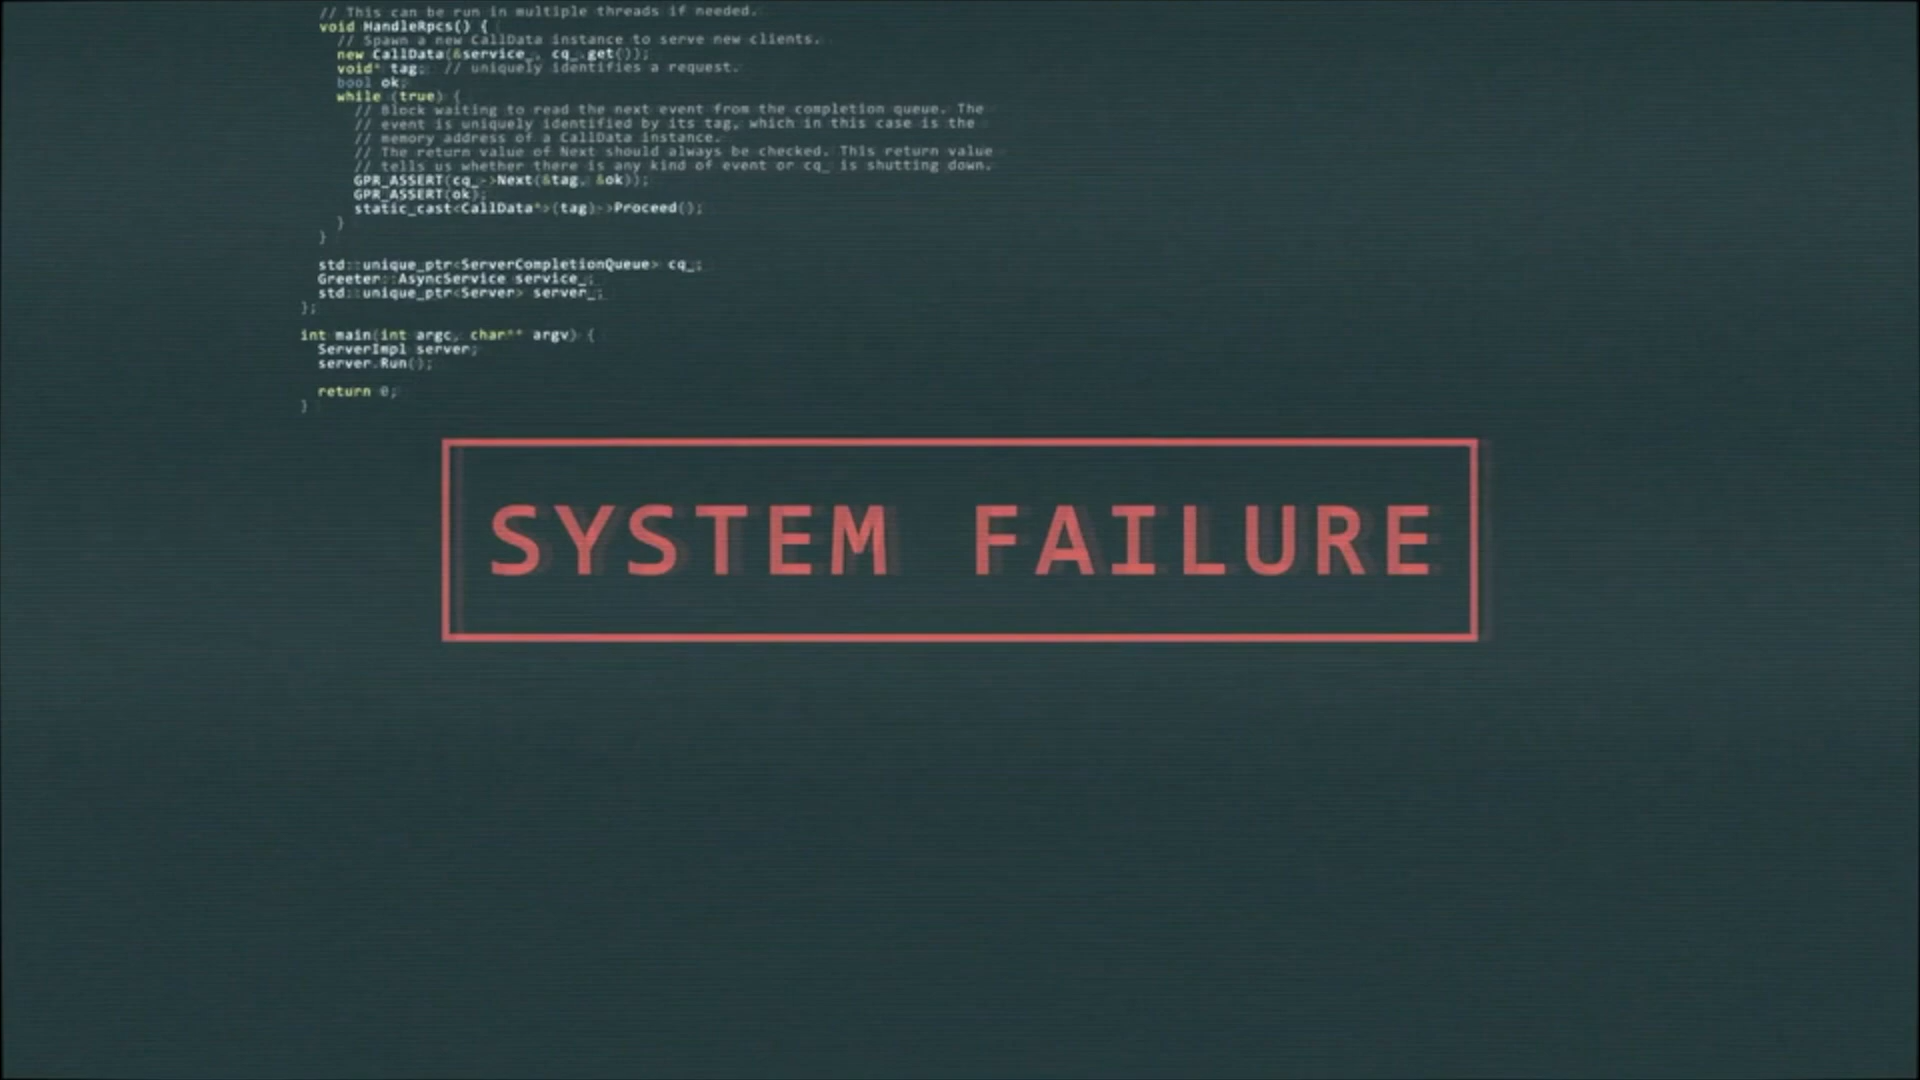 // This can be run in multiple threads if needed.
void HandleRpcs() {
// Spawn a new CallData instance to serve new clients.
new CallData(&service_, cq_.get());
void* tag;  // uniquely identifies a request.
bool ok;
while (true) {
// Block waiting to read the next event from the completion queue. The
// event is uniquely identified by its tag, which in this case is the
// memory address of a CallData instance.
// The return value of Next should always be checked. This return value
// tells us whether there is any kind of event or cq_ is shutting down.
GPR_ASSERT(cq_->Next(&tag, &ok));
GPR_ASSERT(ok);
static_cast<CallData*>(tag)->Proceed();
}
}
std::unique_ptr<ServerCompletionQueue> cq_;
Greeter::AsyncService service_;
std::unique_ptr<Server> server_;
};
int main(int argc, char** argv) {
ServerImpl server;
server.Run();
return 0;
}
SYSTEM FAILURE